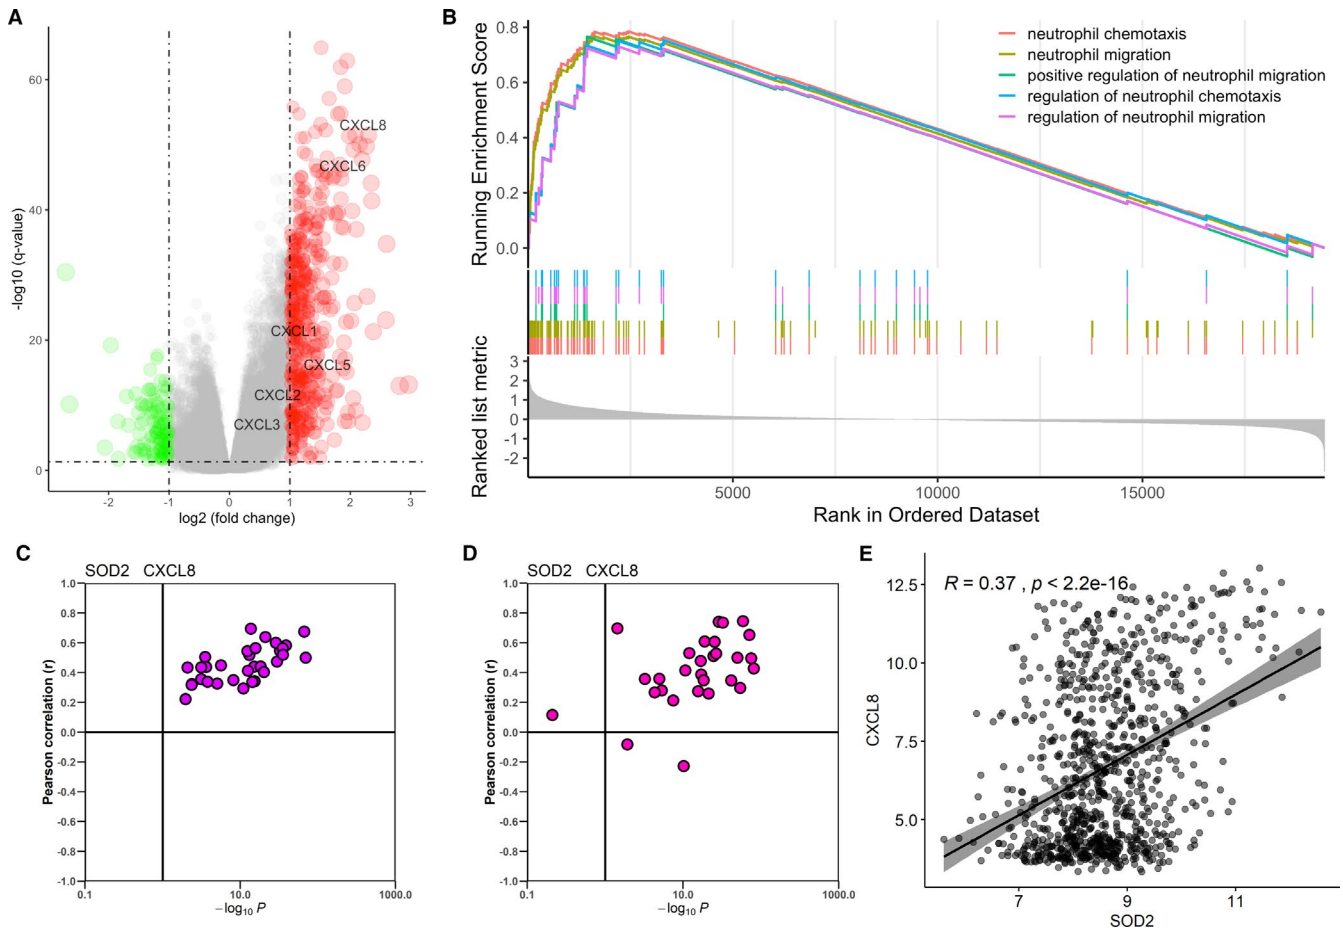 A
-log10 (q-value)
60
40
20
0
CXCL8
CXCL6
CXCL1
CXCL5
CXCL2
CXCL3
-2 -1 0 1 2 3
log2 (fold change)
B
Running Enrichment Score
0.8
0.6
0.4
0.2
0.0
neutrophil chemotaxis
neutrophil migration
positive regulation of neutrophil migration
regulation of neutrophil chemotaxis
regulation of neutrophil migration
Ranked list metric
3
2
1
0
-1
-2
5000 10000 15000
Rank in Ordered Dataset
C
SOD2 CXCL8
Pearson correlation (r)
1.0
0.8
0.6
0.4
0.2
0.0
-0.2
-0.4
-0.6
-0.8
-1.0
0.1 10.0 1000.0
−log10 P
D
SOD2 CXCL8
Pearson correlation (r)
1.0
0.8
0.6
0.4
0.2
0.0
-0.2
-0.4
-0.6
-0.8
-1.0
0.1 10.0 1000.0
−log10 P
E
R = 0.37 , p < 2.2e-16
CXCL8
12.5
10.0
7.5
5.0
7 9 11
SOD2